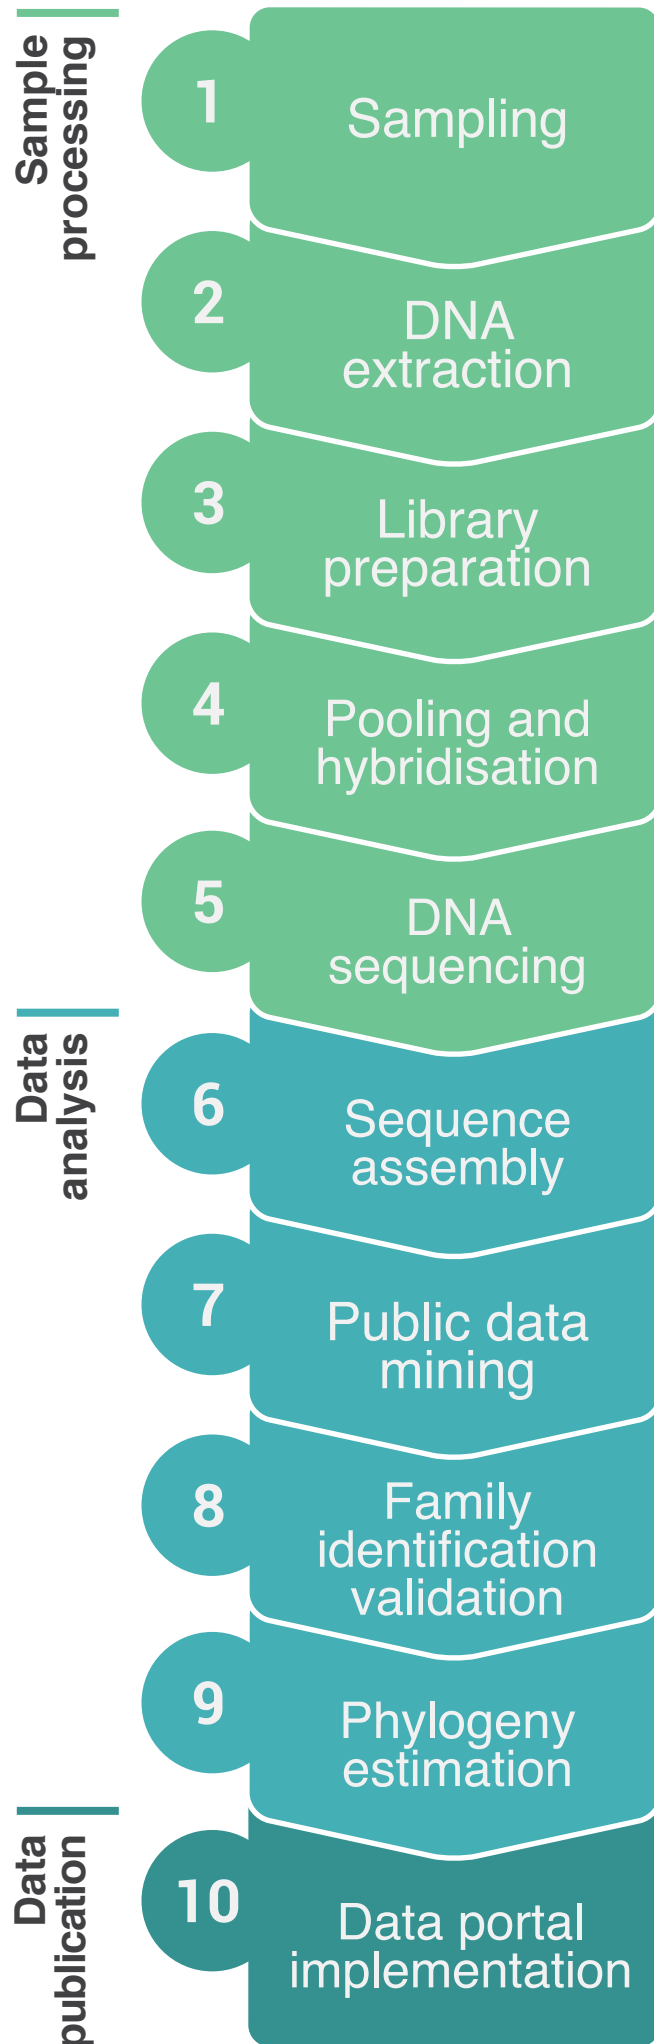 Sample
processing
1
Sampling
2
DNA
extraction
3
Library
preparation
4
Pooling and
hybridisation
5
DNA
sequencing
Data
analysis
6
Sequence
assembly
7
Public data
mining
8
Family
identification
validation
9
Phylogeny
estimation
Data
publication
10
Data portal
implementation